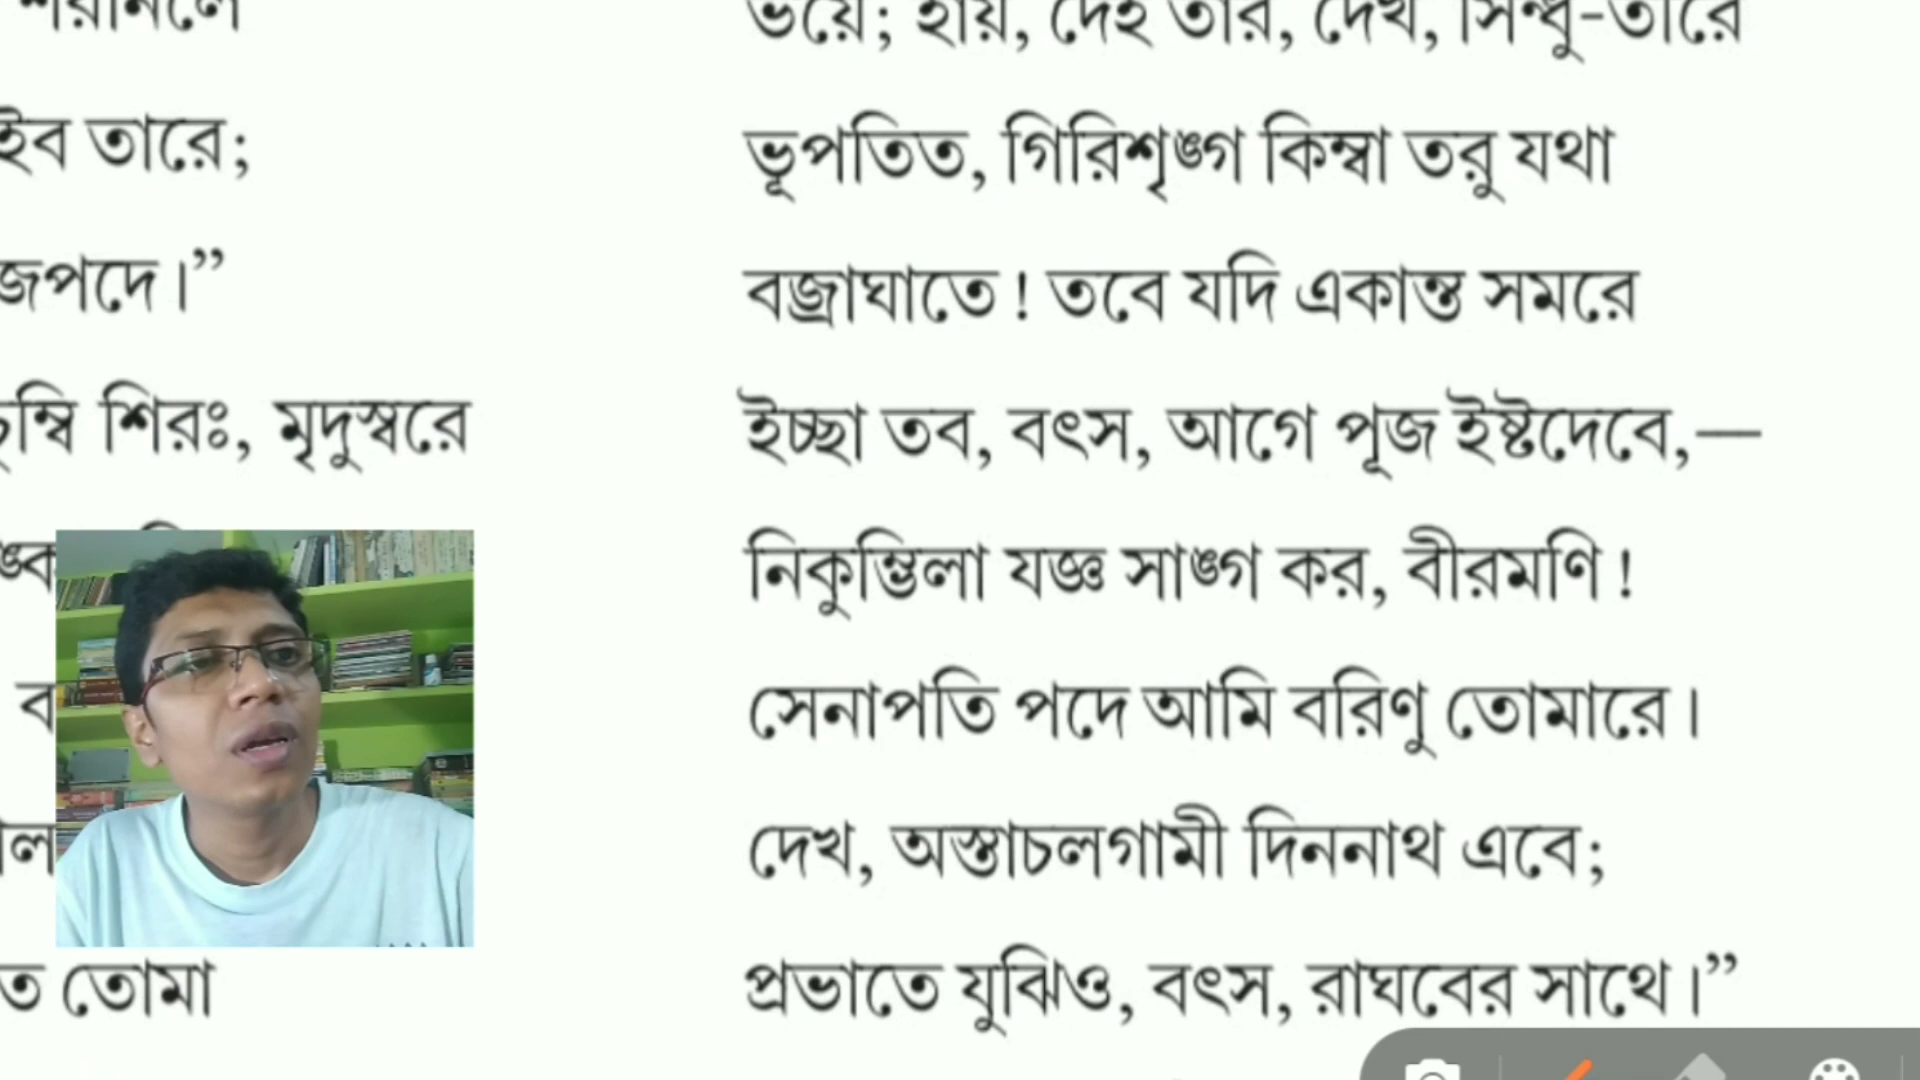 ইব তারে;
জপদে।”
চুম্বি শিরঃ, মৃদুস্বরে
ত তোমা
ভয়ে; হায়, দেহ তার, দেখ, সিন্ধু-তীরে
ভূপতিত, গিরিশৃঙ্গ কিম্বা তরু যথা
বজ্রাঘাতে! তবে যদি একান্ত সমরে
ইচ্ছা তব, বৎস, আগে পূজ ইষ্টদেবে,—
নিকুম্ভিলা যজ্ঞ সাঙ্গ কর, বীরমণি!
সেনাপতি পদে আমি বরিণু তোমারে।
দেখ, অস্তাচলগামী দিননাথ এবে;
প্রভাতে যুঝিও, বৎস, রাঘবের সাথে।”